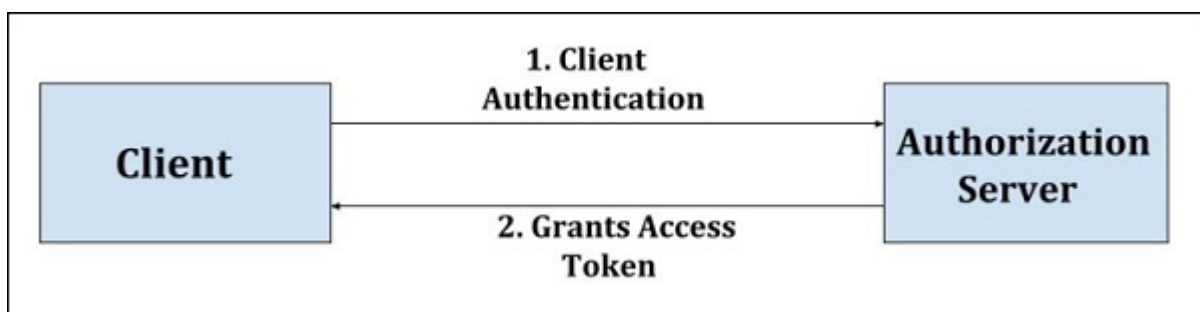 1. Client
Authentication
Client
Authorization
Server
2. Grants Access
Token